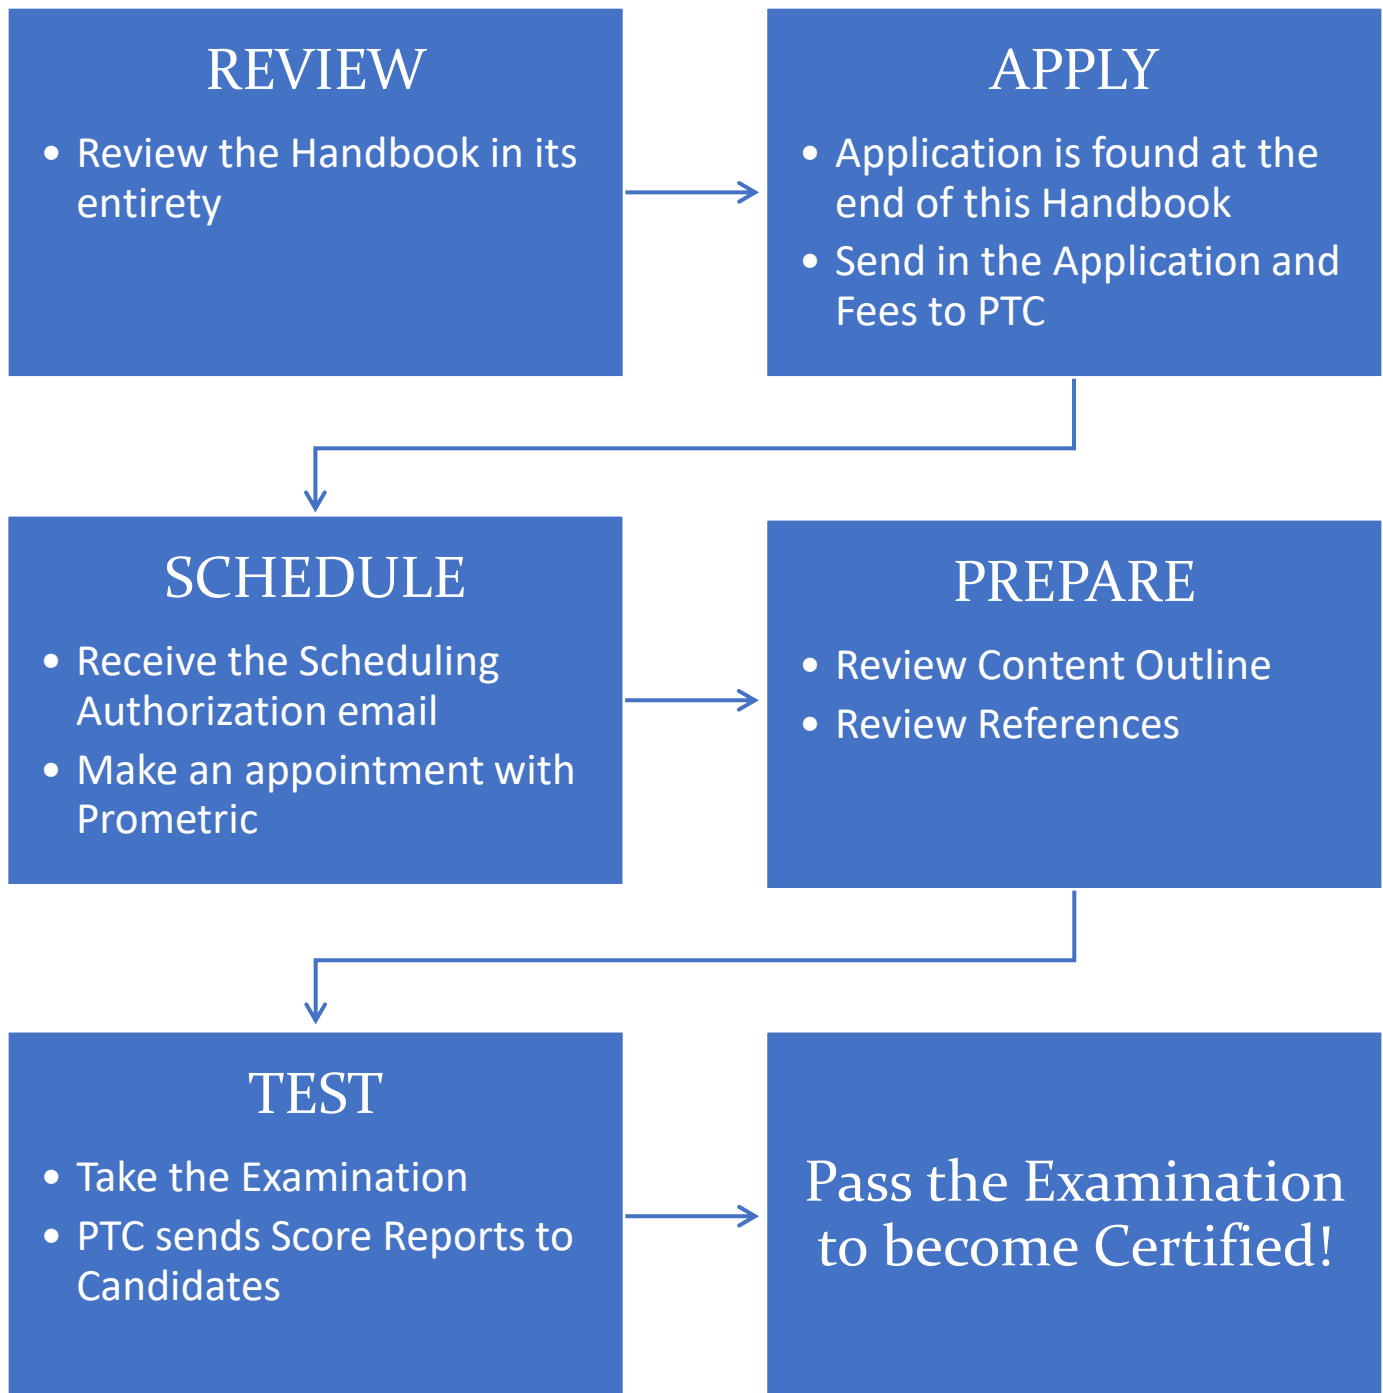 REVIEW
• Review the Handbook in its
entirety
APPLY
• Application is found at the
end of this Handbook
• Send in the Application and
Fees to PTC
SCHEDULE
• Receive the Scheduling
Authorization email
• Make an appointment with
Prometric
PREPARE
• Review Content Outline
• Review References
TEST
• Take the Examination
• PTC sends Score Reports to
Candidates
Pass the Examination
to become Certified!